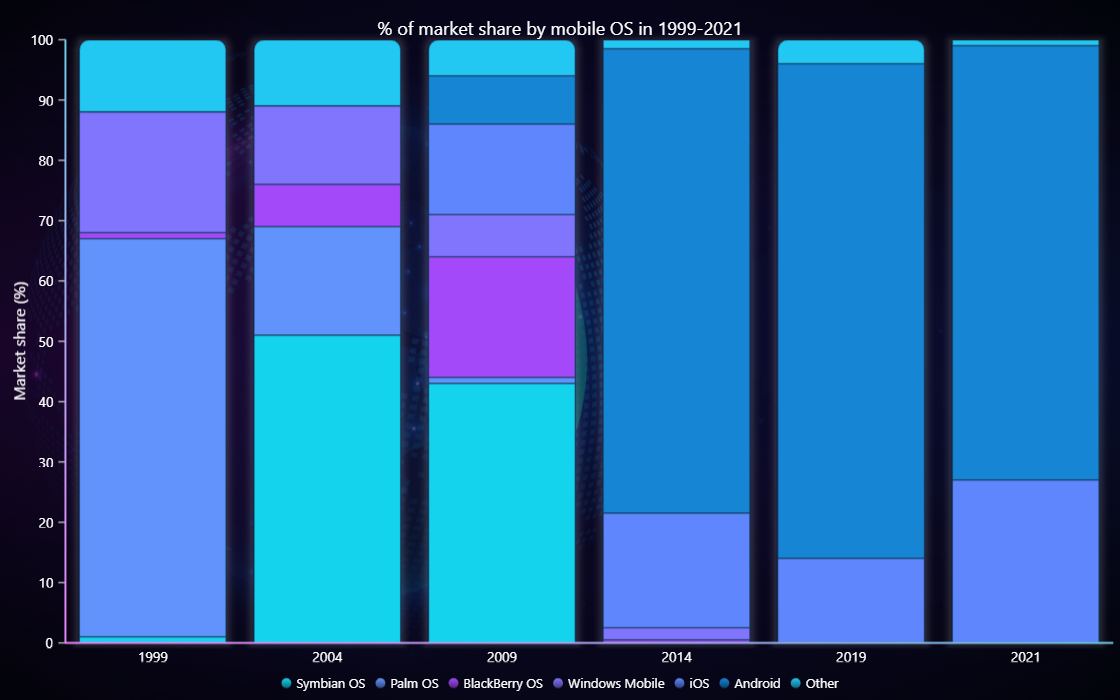 % of market share by mobile OS in 1999-2021
Market share (%)
100
90
80
70
60
50
40
30
20
10
0
1999 2004 2009 2014 2019 2021
Symbian OS Palm OS BlackBerry OS Windows Mobile iOS Android Other